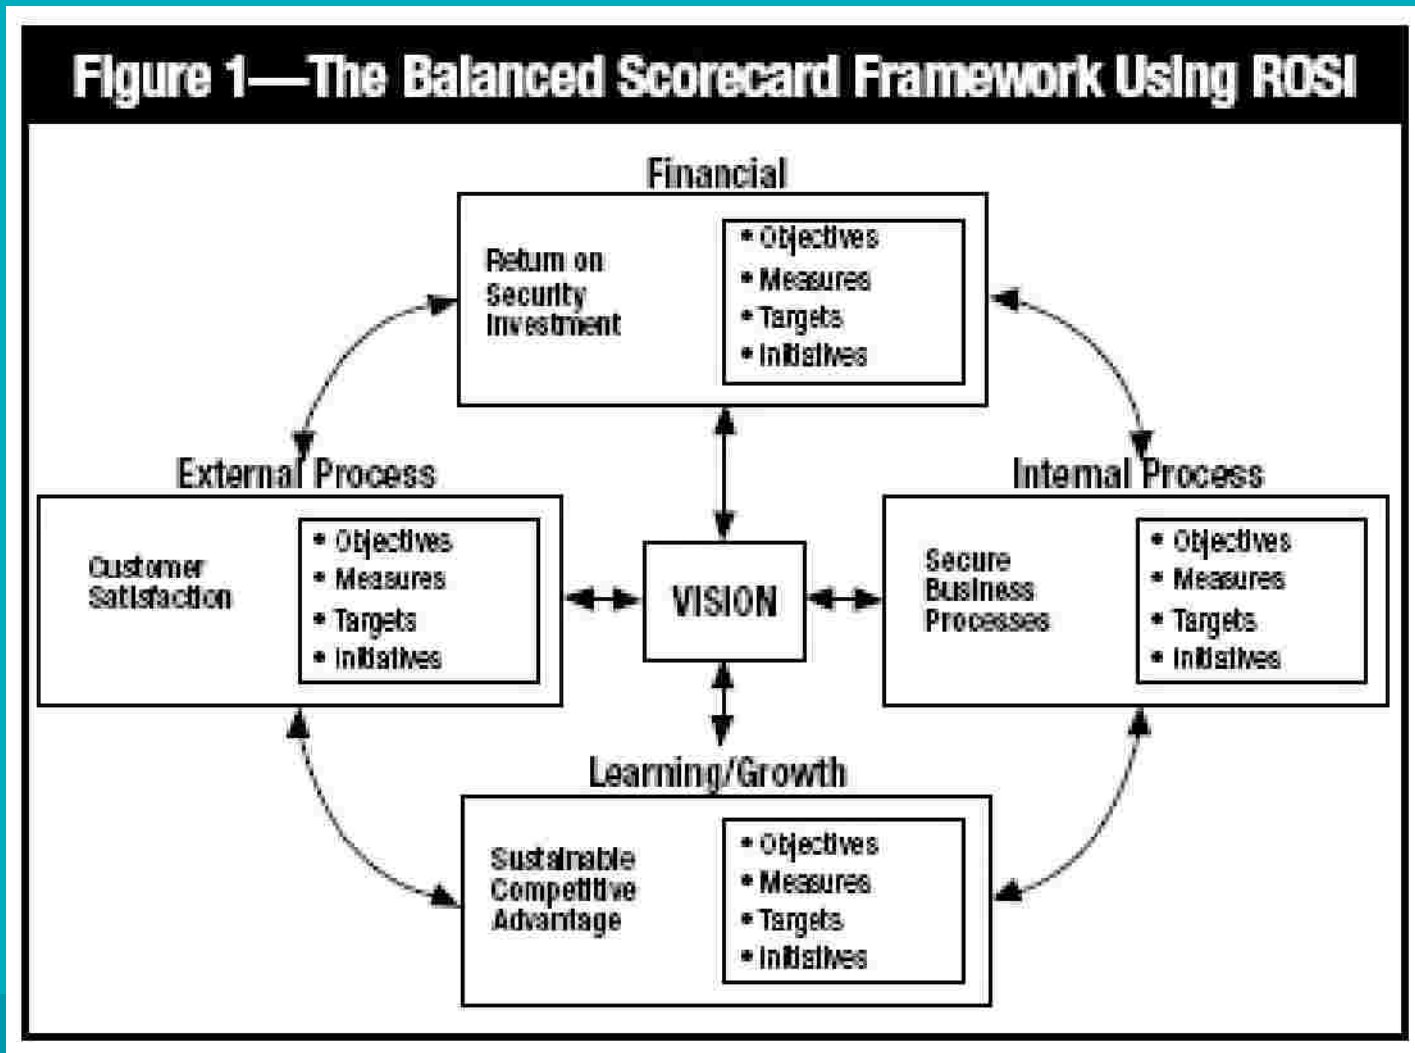 Figure 1—The Balanced Scorecard Framework Using ROSI
Financial
Return on
Security
Investment
• Objectives
• Measures
• Targets
• Initiatives
External Process
Customer
Satisfaction
• Objectives
• Measures
• Targets
• Initiatives
VISION
Internal Process
Secure
Business
Processes
• Objectives
• Measures
• Targets
• Initiatives
Learning/Growth
Sustainable
Competitive
Advantage
• Objectives
• Measures
• Targets
• Initiatives